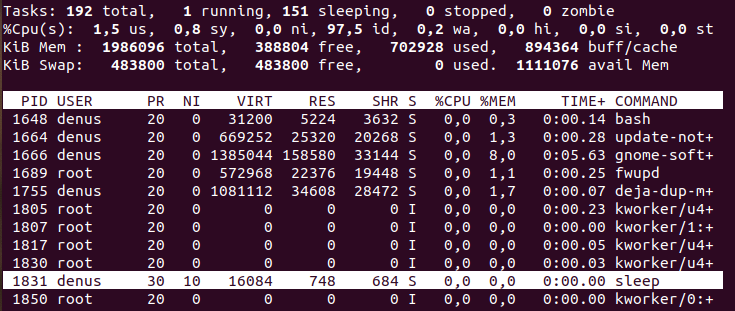 Tasks: 192 total,   1 running, 151 sleeping,   0 stopped,   0 zombie
%Cpu(s):  1,5 us,  0,8 sy,  0,0 ni, 97,5 id,  0,2 wa,  0,0 hi,  0,0 si,  0,0 st
KiB Mem :  1986096 total,   388804 free,   702928 used,   894364 buff/cache
KiB Swap:   483800 total,   483800 free,        0 used.  1111076 avail Mem
PID USER      PR  NI    VIRT    RES    SHR S  %CPU %MEM     TIME+ COMMAND
1648 denus     20   0   31200   5224   3632 S   0,0  0,3   0:00.14 bash
1664 denus     20   0  669252  25320  20268 S   0,0  1,3   0:00.28 update-not+
1666 denus     20   0 1385044 158580  33144 S   0,0  8,0   0:05.63 gnome-soft+
1689 root      20   0  572968  22376  19448 S   0,0  1,1   0:00.25 fwupd
1755 denus     20   0 1081112  34608  28472 S   0,0  1,7   0:00.07 deja-dup-m+
1805 root      20   0       0      0      0 I   0,0  0,0   0:00.23 kworker/u4+
1807 root      20   0       0      0      0 I   0,0  0,0   0:00.00 kworker/1:+
1817 root      20   0       0      0      0 I   0,0  0,0   0:00.05 kworker/u4+
1830 root      20   0       0      0      0 I   0,0  0,0   0:00.03 kworker/u4+
1831 denus     30  10   16084    748    684 S   0,0  0,0   0:00.00 sleep
1850 root      20   0       0      0      0 I   0,0  0,0   0:00.00 kworker/0:+